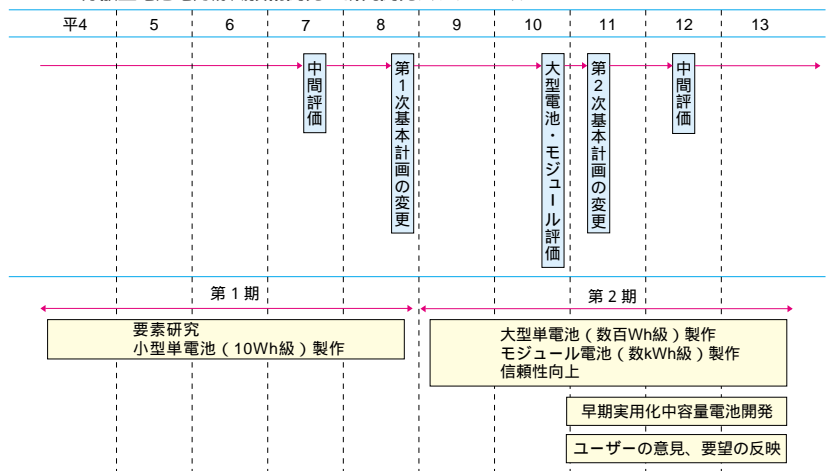 平4 5 6 7 8 9 10 11 12 13
中間評価
第1次基本計画の変更
大型電池・モジュール評価
第2次基本計画の変更
中間評価
第1期
第2期
要素研究
小型単電池（10Wh級）製作
大型単電池（数百Wh級）製作
モジュール電池（数kWh級）製作
信頼性向上
早期実用化中容量電池開発
ユーザーの意見、要望の反映